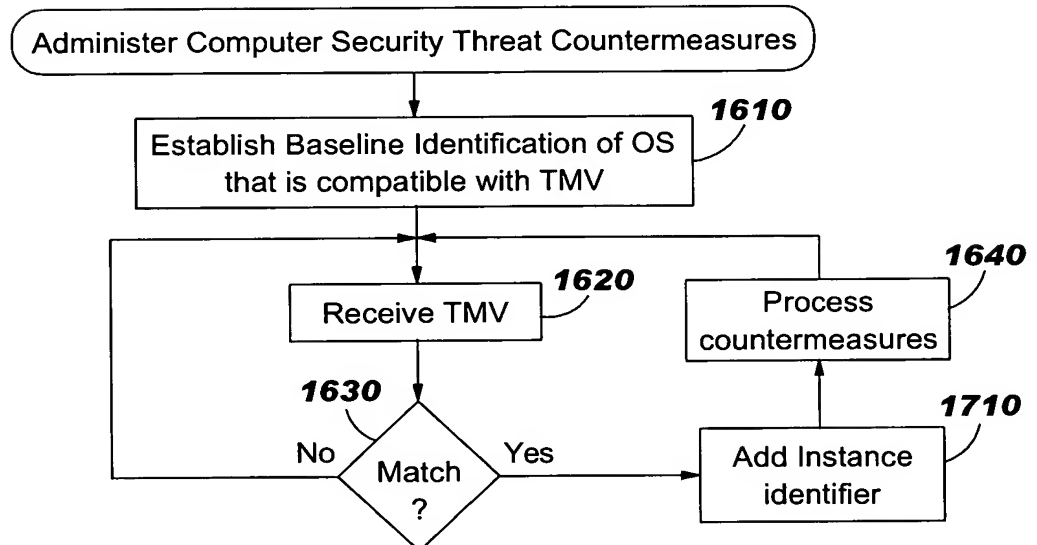 Administer Computer Security Threat Countermeasures
1610
Establish Baseline Identification of OS
that is compatible with TMV
1640
1620
Receive TMV
Process
countermeasures
1630
1710
No
Yes
Match
?
Add Instance
identifier